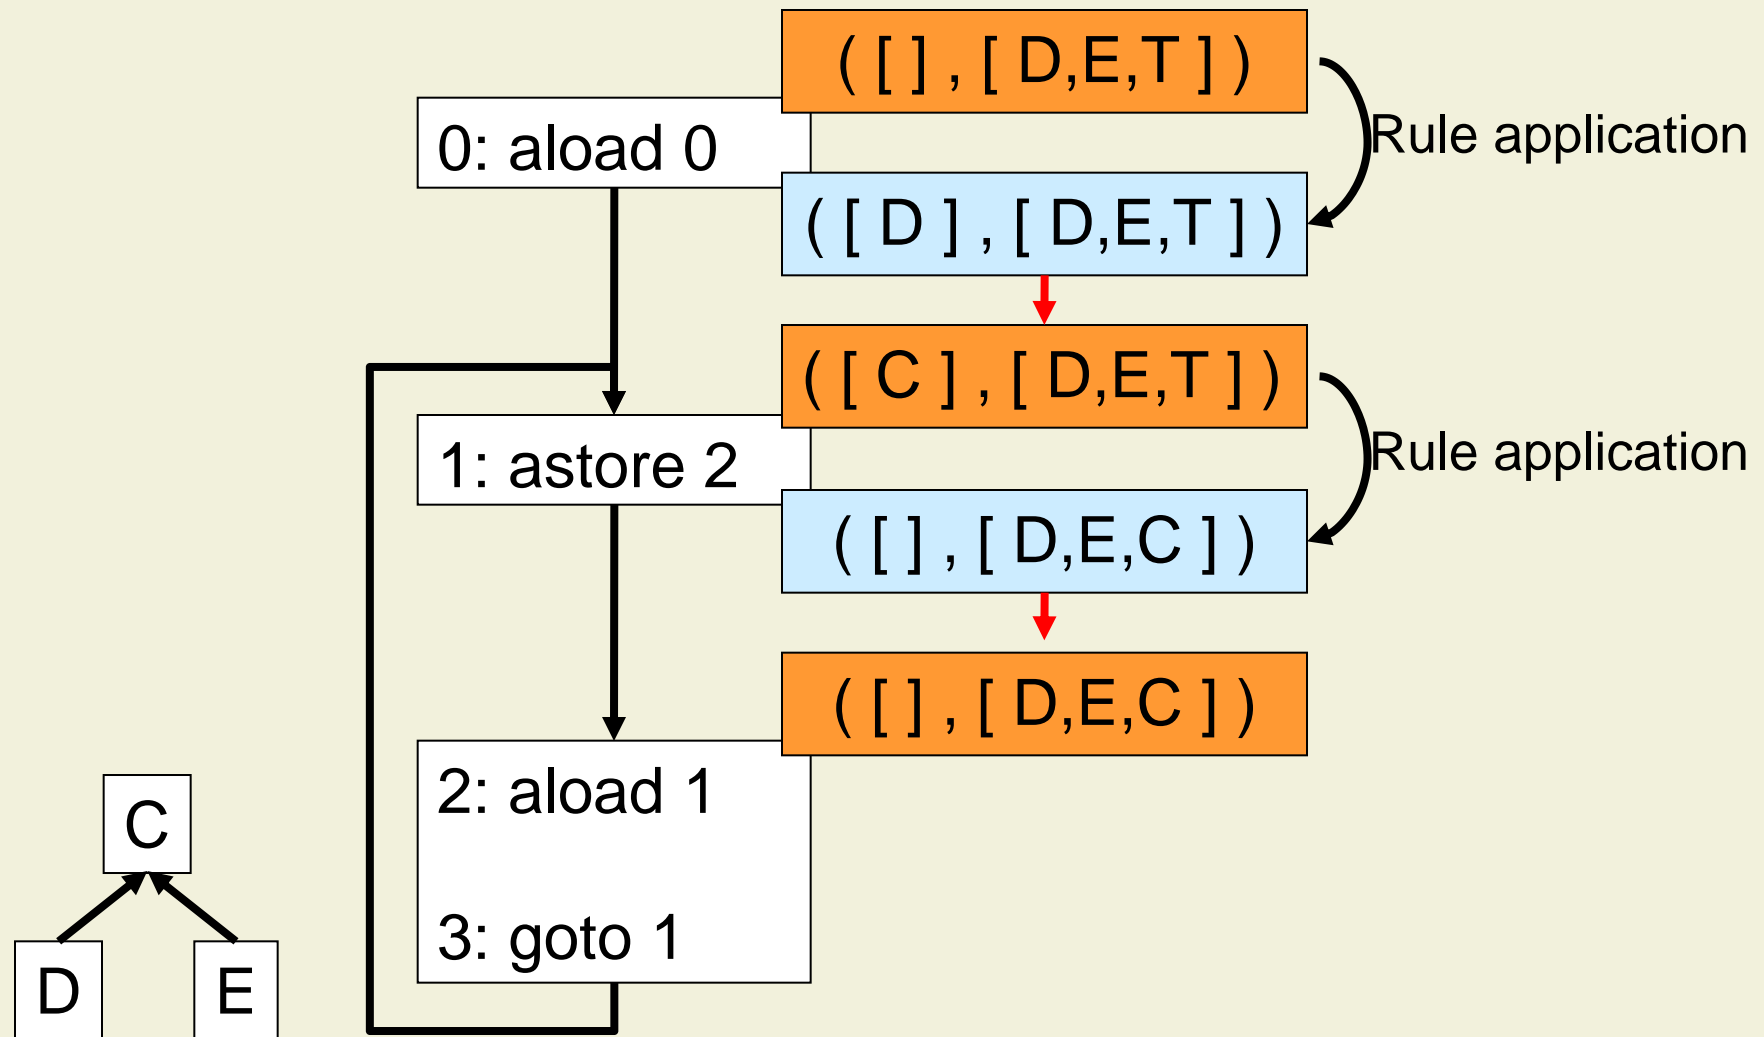 ( [ ] , [ D,E,T ] )
0: aload 0
Rule application
( [ D ] , [ D,E,T ] )
( [ C ] , [ D,E,T ] )
1: astore 2
Rule application
( [ ] , [ D,E,C ] )
( [ ] , [ D,E,C ] )
2: aload 1
3: goto 1
C
D E